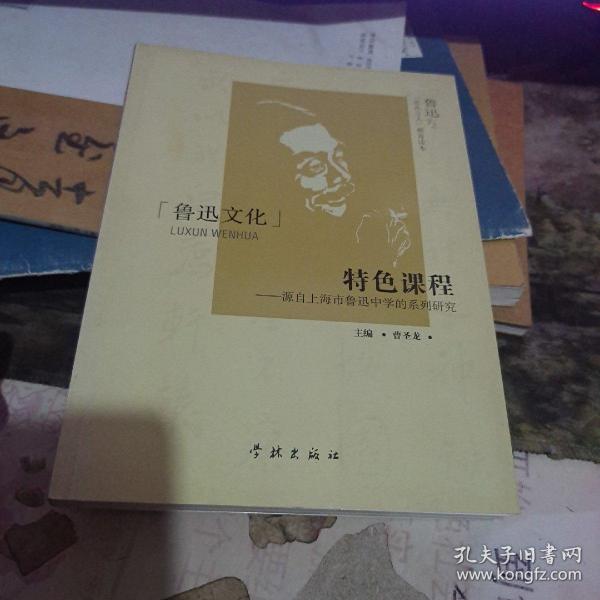 鲁迅
「鲁迅文化」
LUXUN WENHUA
特色课程
——源自上海市鲁迅中学的系列研究
主编 • 曹圣龙 •
学林出版社
孔夫子旧书网
www.kongfz.com